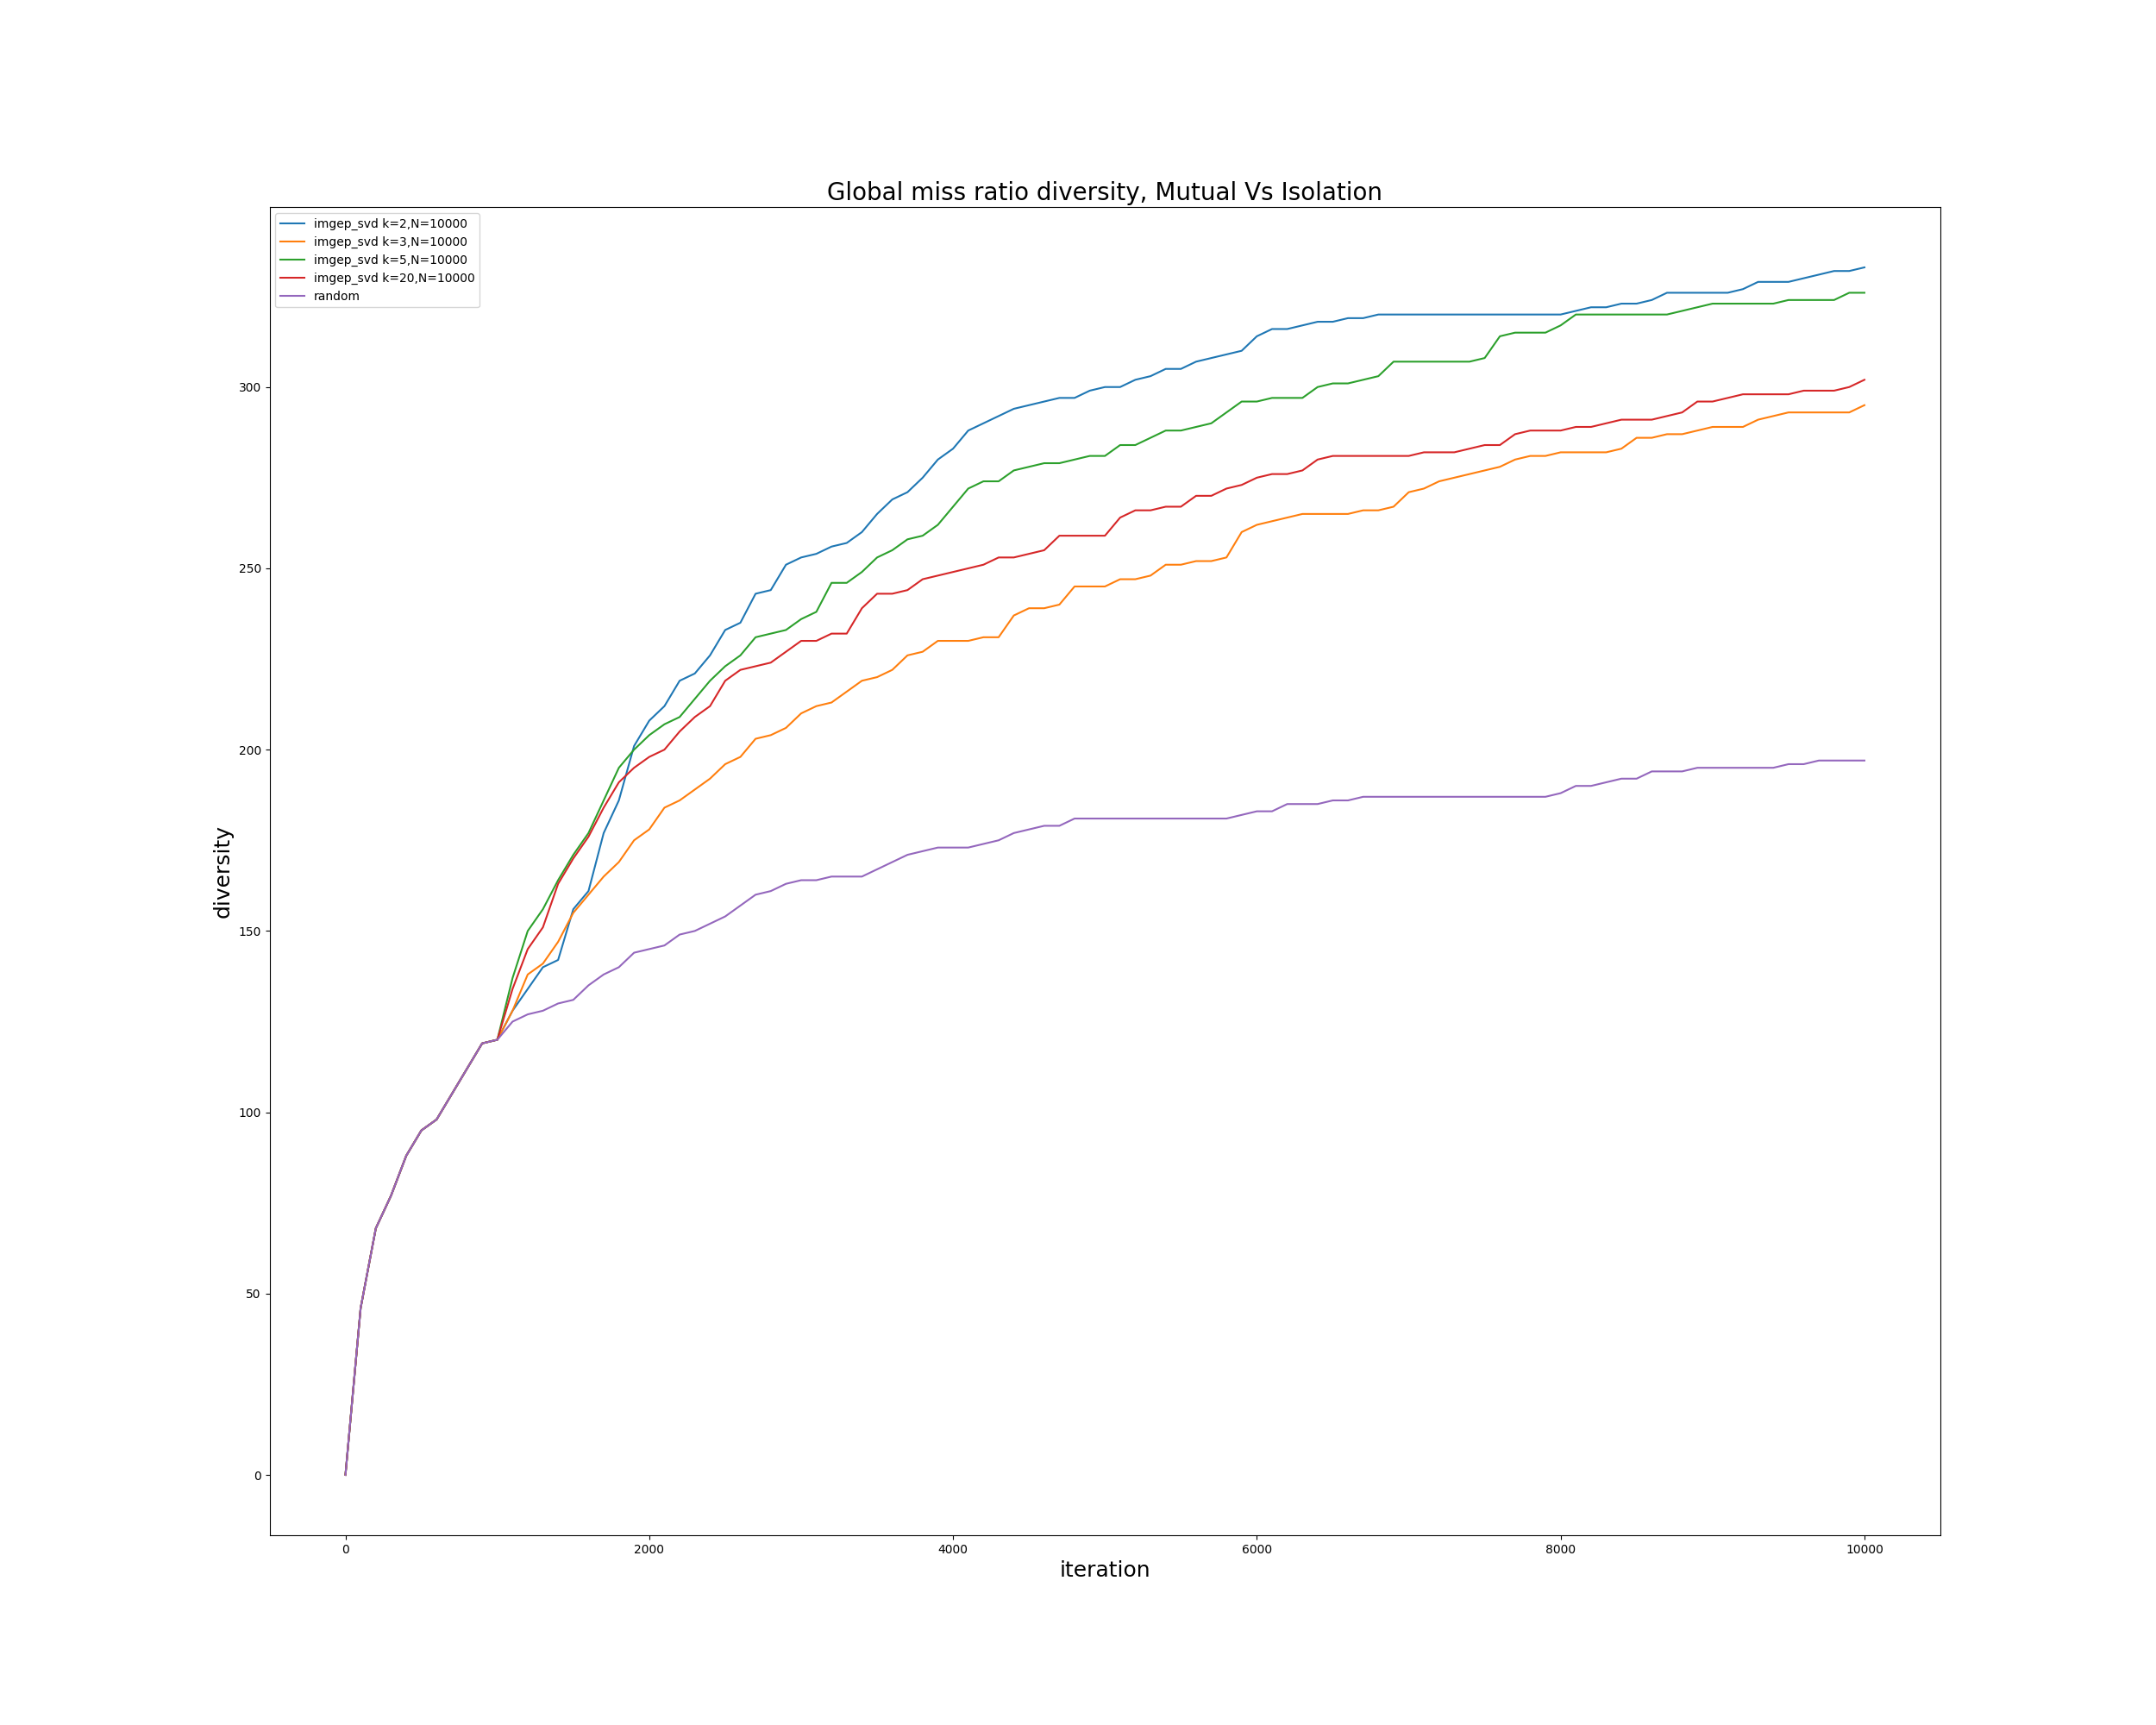 Global miss ratio diversity, Mutual Vs Isolation
imgep_svd k=2,N=10000
imgep_svd k=3,N=10000
imgep_svd k=5,N=10000
imgep_svd k=20,N=10000
random
300
250
200
150
100
50
0
diversity
0 2000 4000 6000 8000 10000
iteration